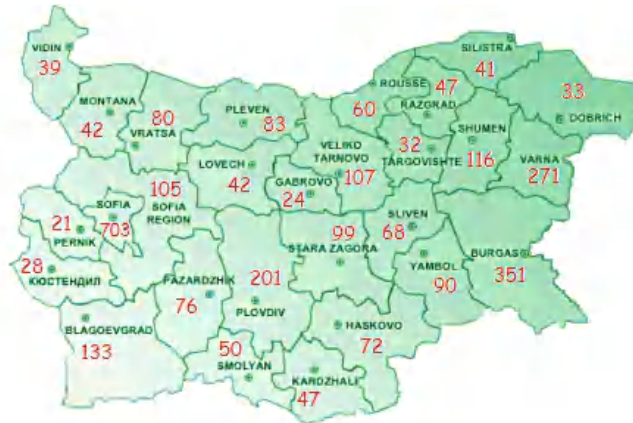 VIDIN
39
MONTANA
42
80
VRATSA
PLEVEN
83
ROUSSE
60
47
RAZGRAD
SILISTRA
41
33
DOBRICH
LOVECH
42
VELIKO
TARNOVO
107
GABROVO
24
32
TARGOVISHTE
SHUMEN
116
VARNA
271
105
SOFIA
REGION
SOFIA
703
21
PERNIK
28
КЮСТЕНДИЛ
BLAGOEVGRAD
133
PAZARDZHIK
76
201
PLOVDIV
99
STARA ZAGORA
SLIVEN
68
YAMBOL
90
BURGAS
351
HASKOVO
72
50
SMOLYAN
KARDZHALI
47